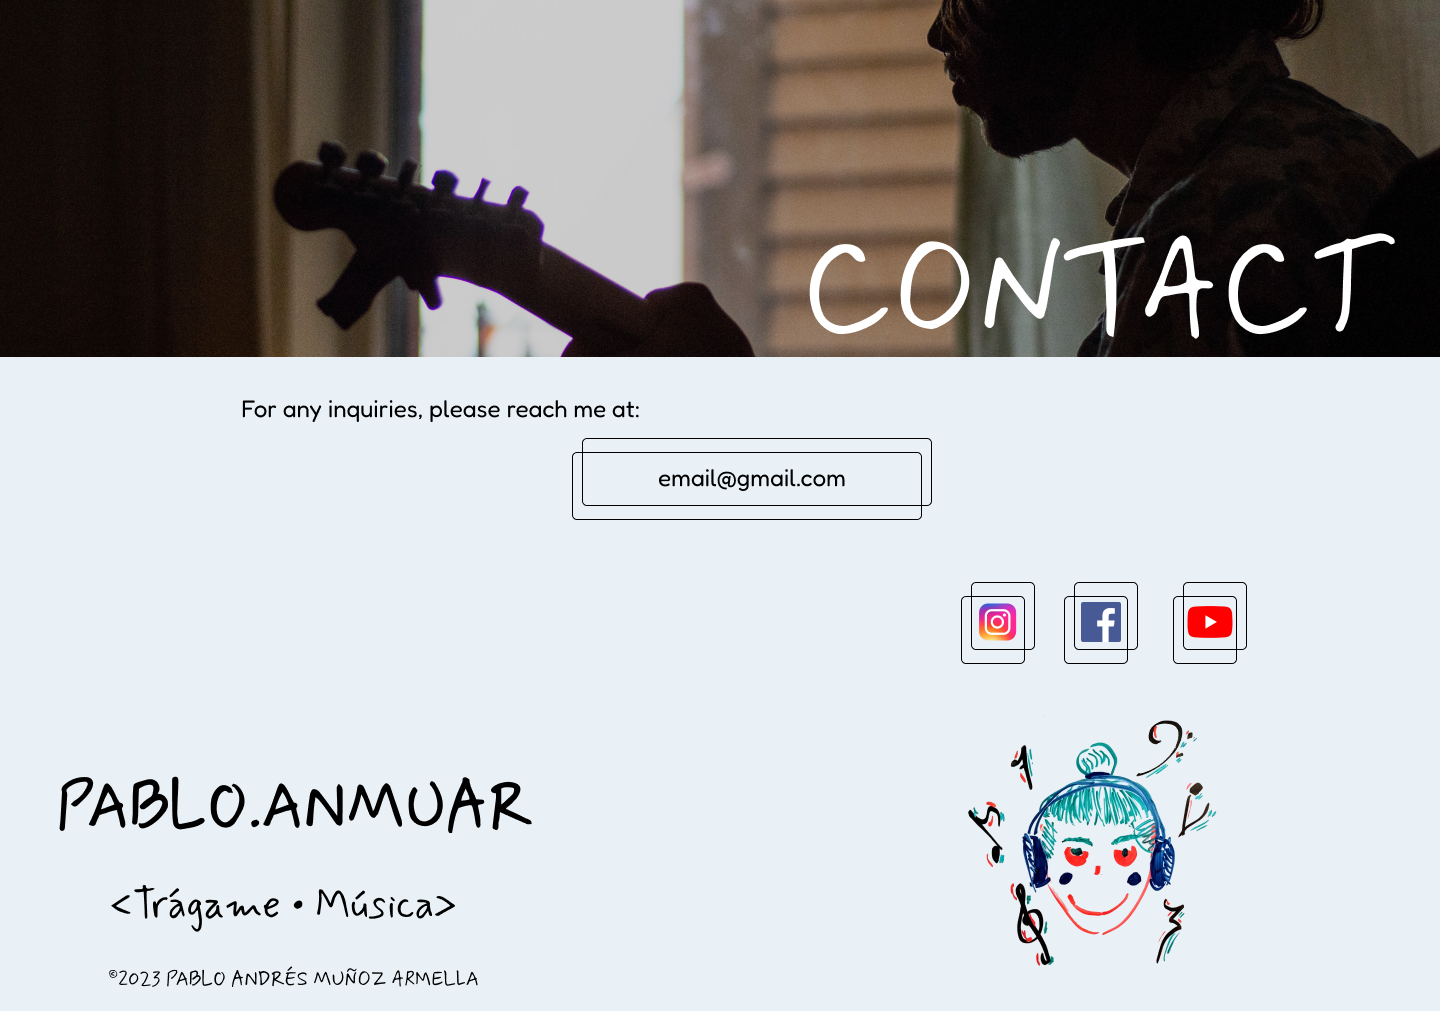 CONTACT
For any inquiries, please reach me at:
email@gmail.com
PABLO.ANMUAR
<Trágame • Música>
©2023 PABLO ANDRÉS MUÑOZ ARMELLA